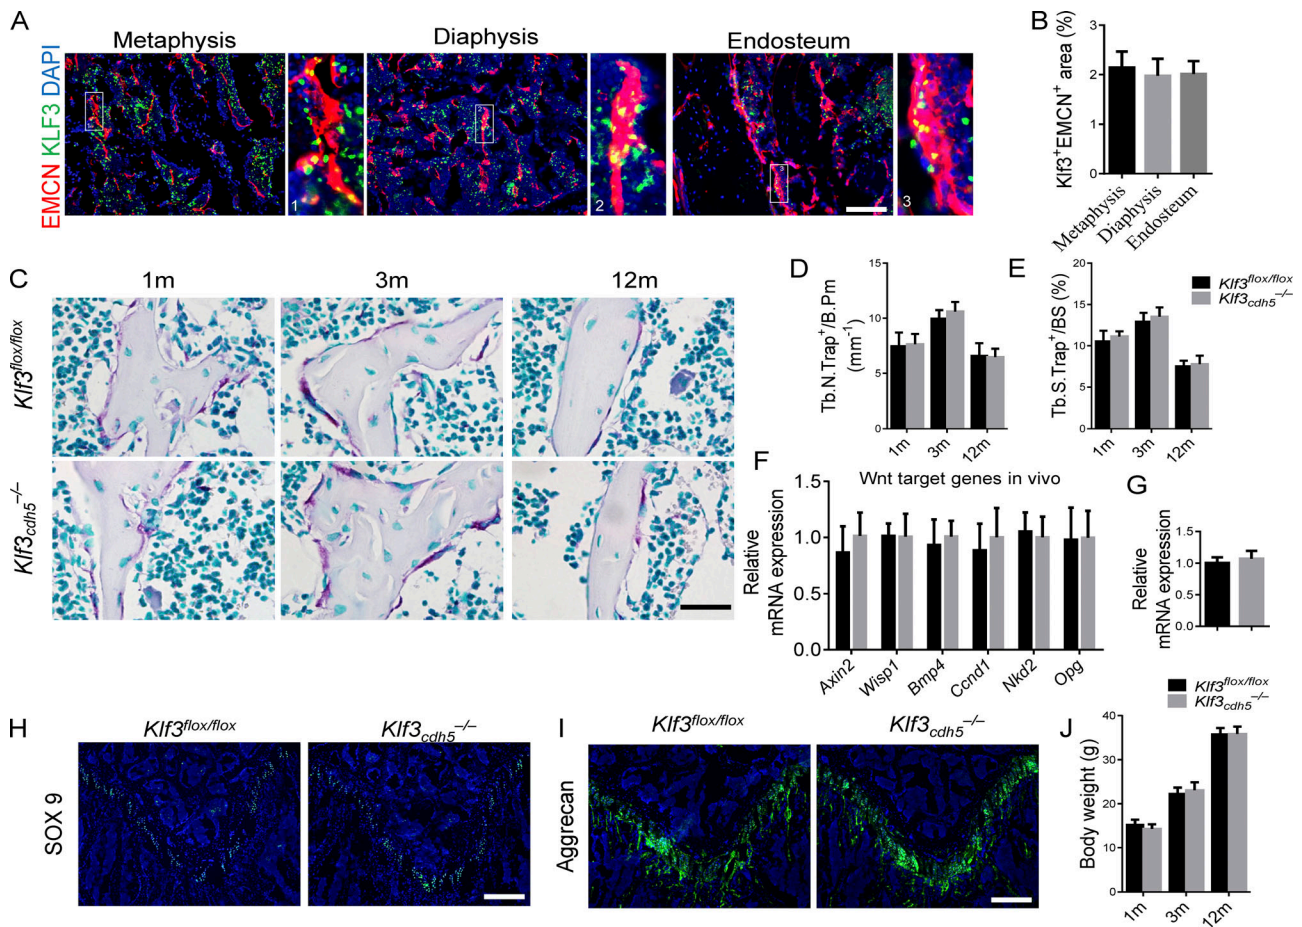 A
Metaphysis
Diaphysis
Endosteum
EMCN KLF3 DAPI
1
2
3
B
Klf3+EMCN+ area (%)
3
2
1
0
Metaphysis
Diaphysis
Endosteum
C
1m
3m
12m
Klf3flox/flox
Klf3cdh5−/−
D
Tb.N.Trap+/B.Pm
(mm-1)
15
10
5
0
1m
3m
12m
E
Tb.S.Trap+/BS (%)
20
15
10
5
0
1m
3m
12m
Klf3flox/flox
Klf3cdh5−/−
F
Wnt target genes in vivo
Relative
mRNA expression
1.5
1.0
0.5
0.0
Axin2
Wisp1
Bmp4
Ccnd1
Nkd2
Opg
G
Relative
mRNA expression
1.5
1.0
0.5
0.0
Klf3flox/flox
Klf3cdh5−/−
H
Klf3flox/flox
Klf3cdh5−/−
SOX 9
I
Klf3flox/flox
Klf3cdh5−/−
Aggrecan
J
Body weight (g)
40
30
20
10
0
1m
3m
12m